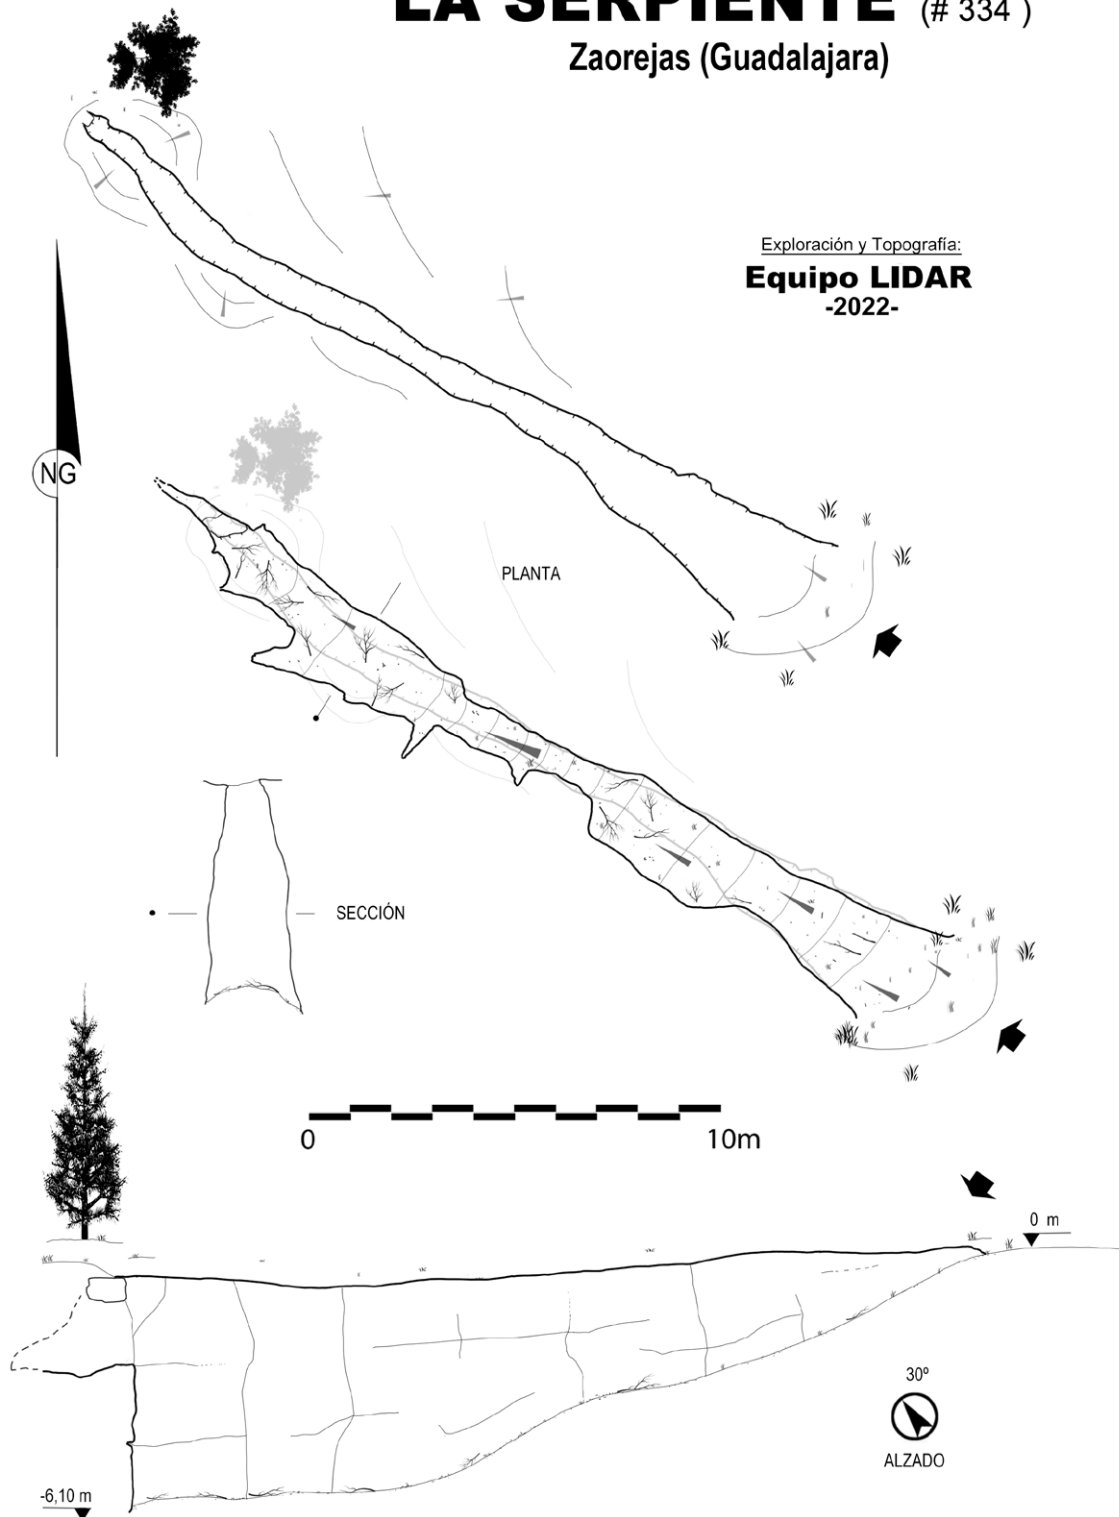 LA SERPIENTE (# 334 )
Zaorejas (Guadalajara)
Exploración y Topografía:
Equipo LIDAR
-2022-
NG
PLANTA
SECCIÓN
0 10m
0 m
30º
ALZADO
-6,10 m